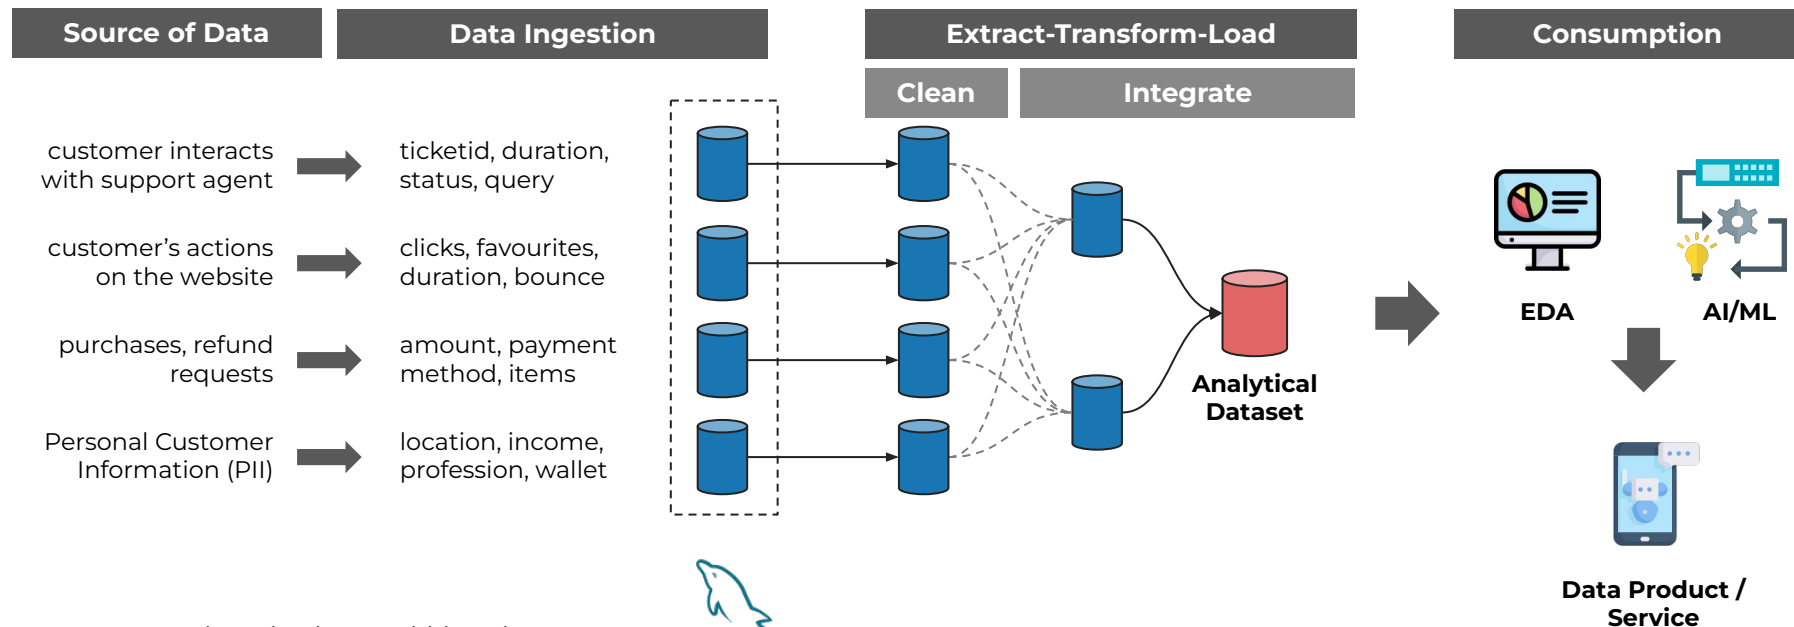 Source of Data
Data Ingestion
Extract-Transform-Load
Consumption
Clean
Integrate
customer interacts
with support agent
ticketid, duration,
status, query
customer's actions
on the website
clicks, favourites,
duration, bounce
purchases, refund
requests
amount, payment
method, items
Personal Customer
Information (PII)
location, income,
profession, wallet
Analytical
Dataset
EDA
AI/ML
Data Product /
Service